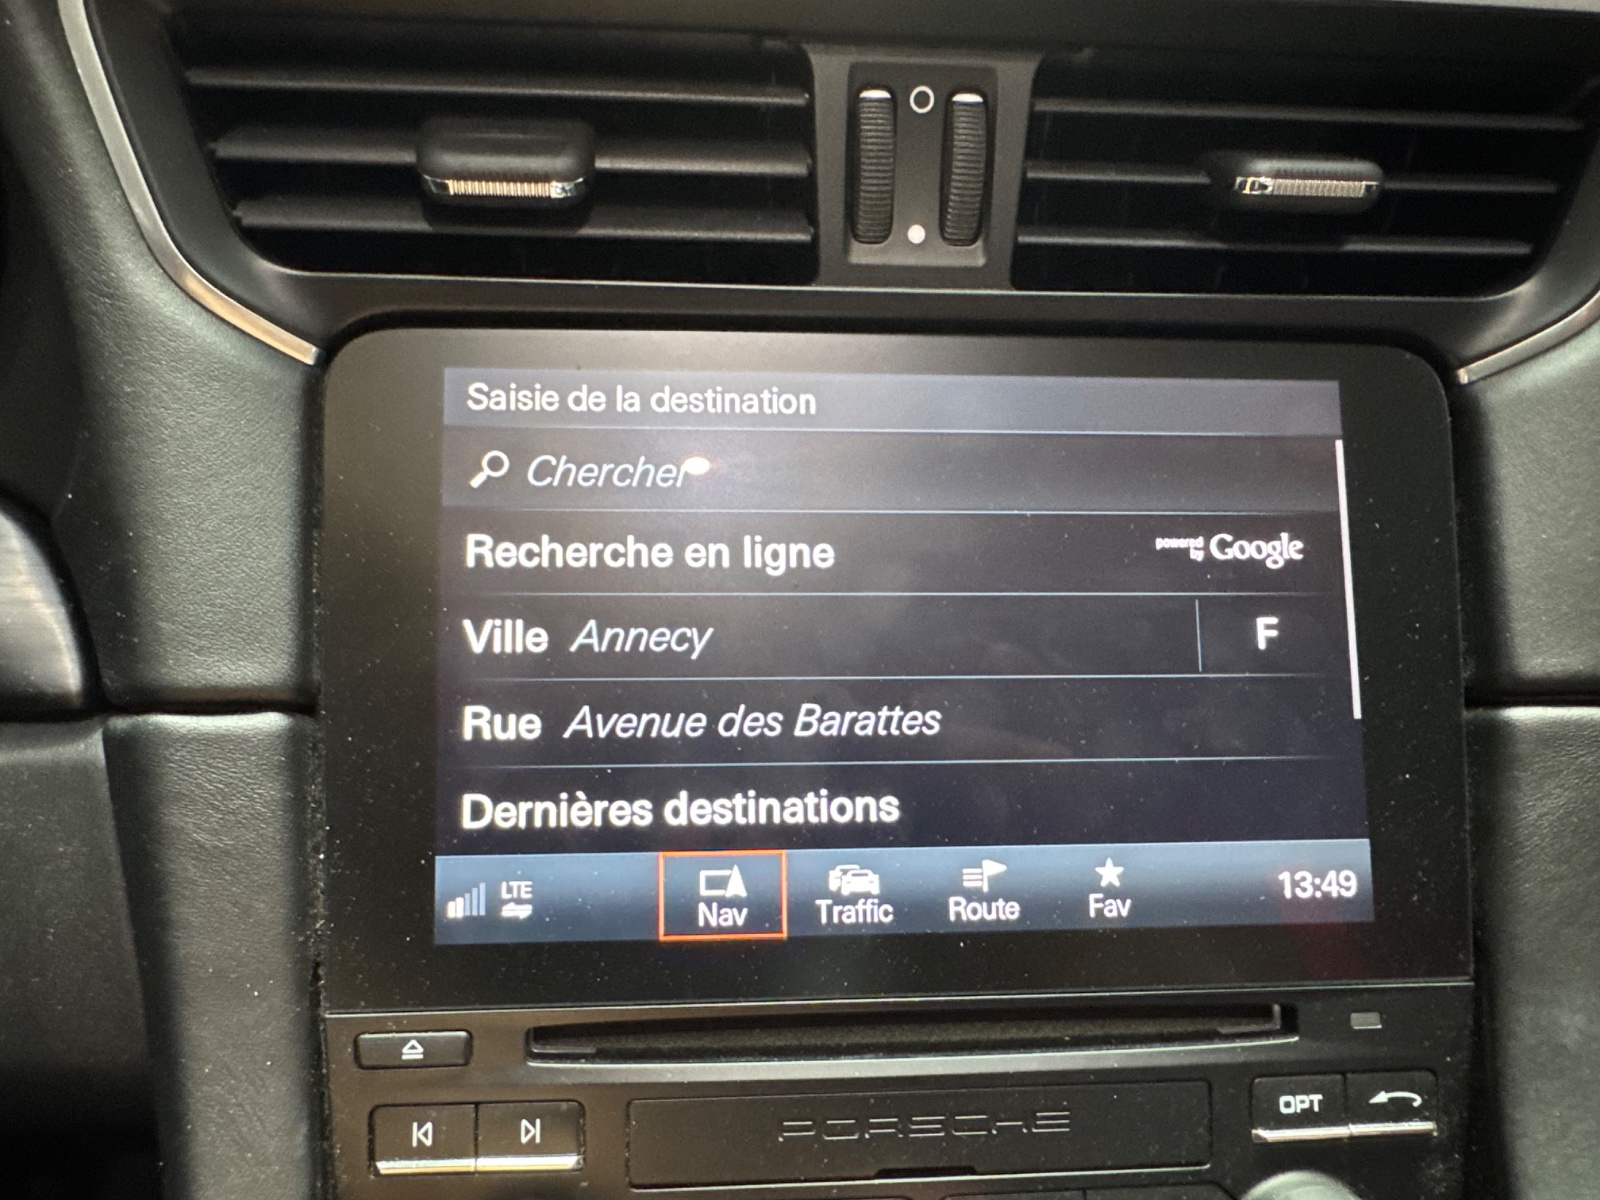 Saisie de la destination
Chercher
Recherche en ligne powered by Google
Ville Annecy F
Rue Avenue des Barattes
Dernières destinations
LTE Nav Traffic Route Fav 13:49
OPT
PORSCHE